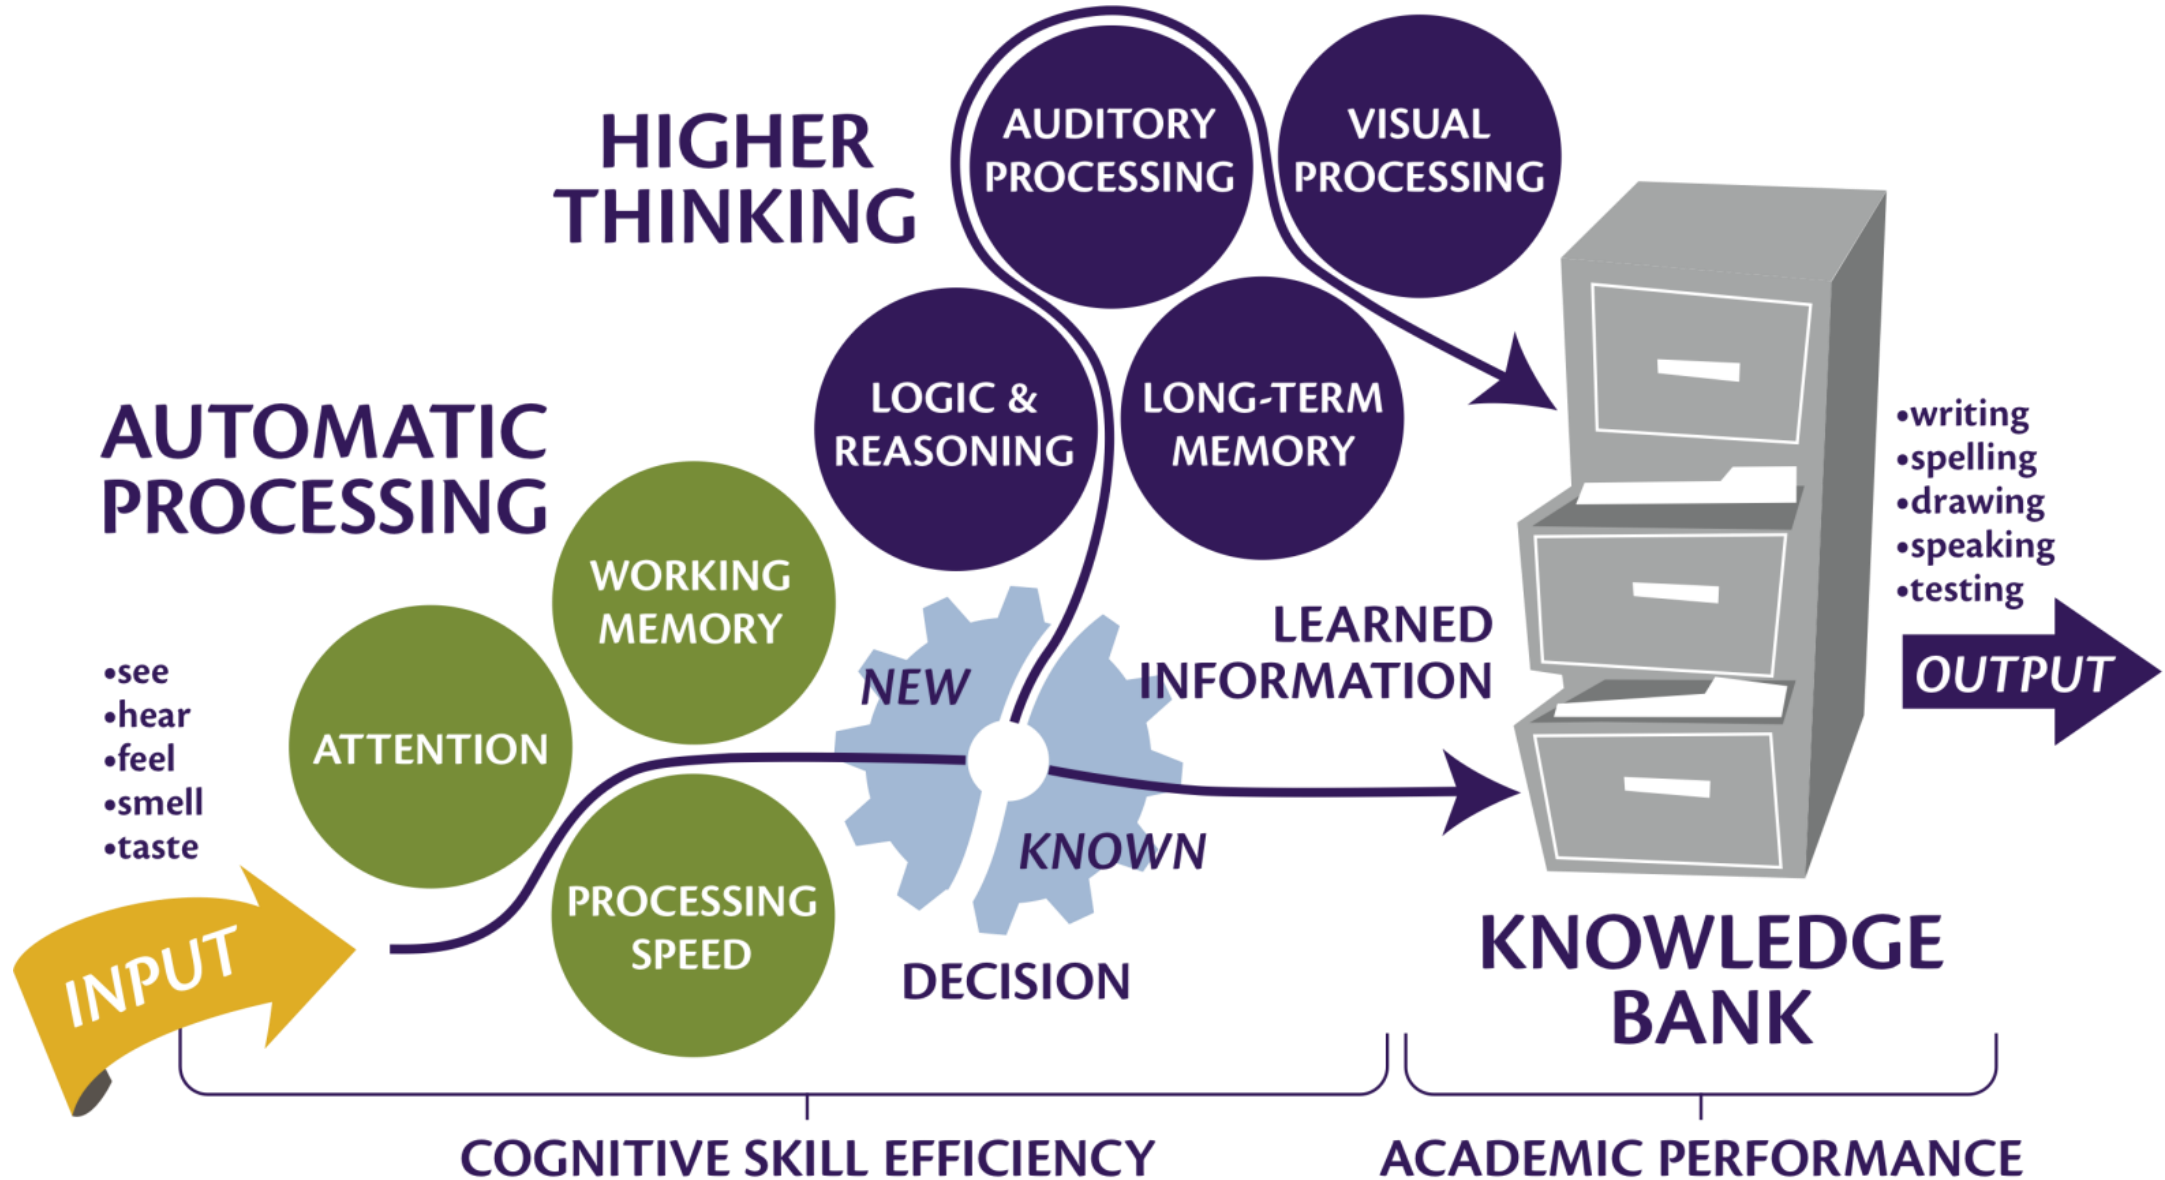 HIGHER
THINKING
AUDITORY
PROCESSING
VISUAL
PROCESSING
LOGIC &
REASONING
LONG-TERM
MEMORY
AUTOMATIC
PROCESSING
WORKING
MEMORY
ATTENTION
PROCESSING
SPEED
•see
•hear
•feel
•smell
•taste
INPUT
NEW
KNOWN
DECISION
LEARNED
INFORMATION
•writing
•spelling
•drawing
•speaking
•testing
OUTPUT
KNOWLEDGE
BANK
COGNITIVE SKILL EFFICIENCY
ACADEMIC PERFORMANCE